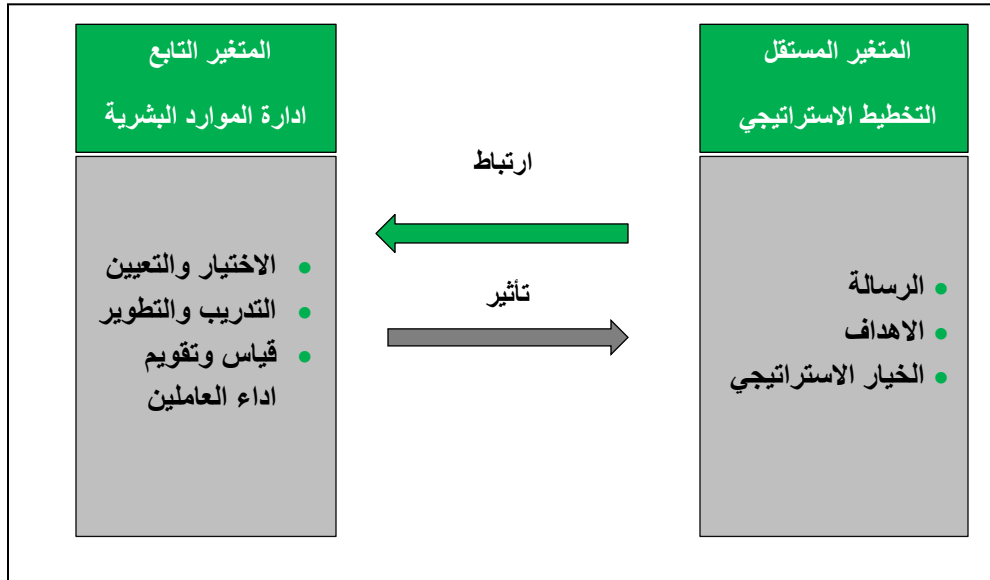 المتغير المستقل
التخطيط الاستراتيجي
• الرسالة
• الاهداف
• الخيار الاستراتيجي
ارتباط
تأثير
المتغير التابع
ادارة الموارد البشرية
• الاختيار والتعيين
• التدريب والتطوير
• قياس وتقويم
اداء العاملين